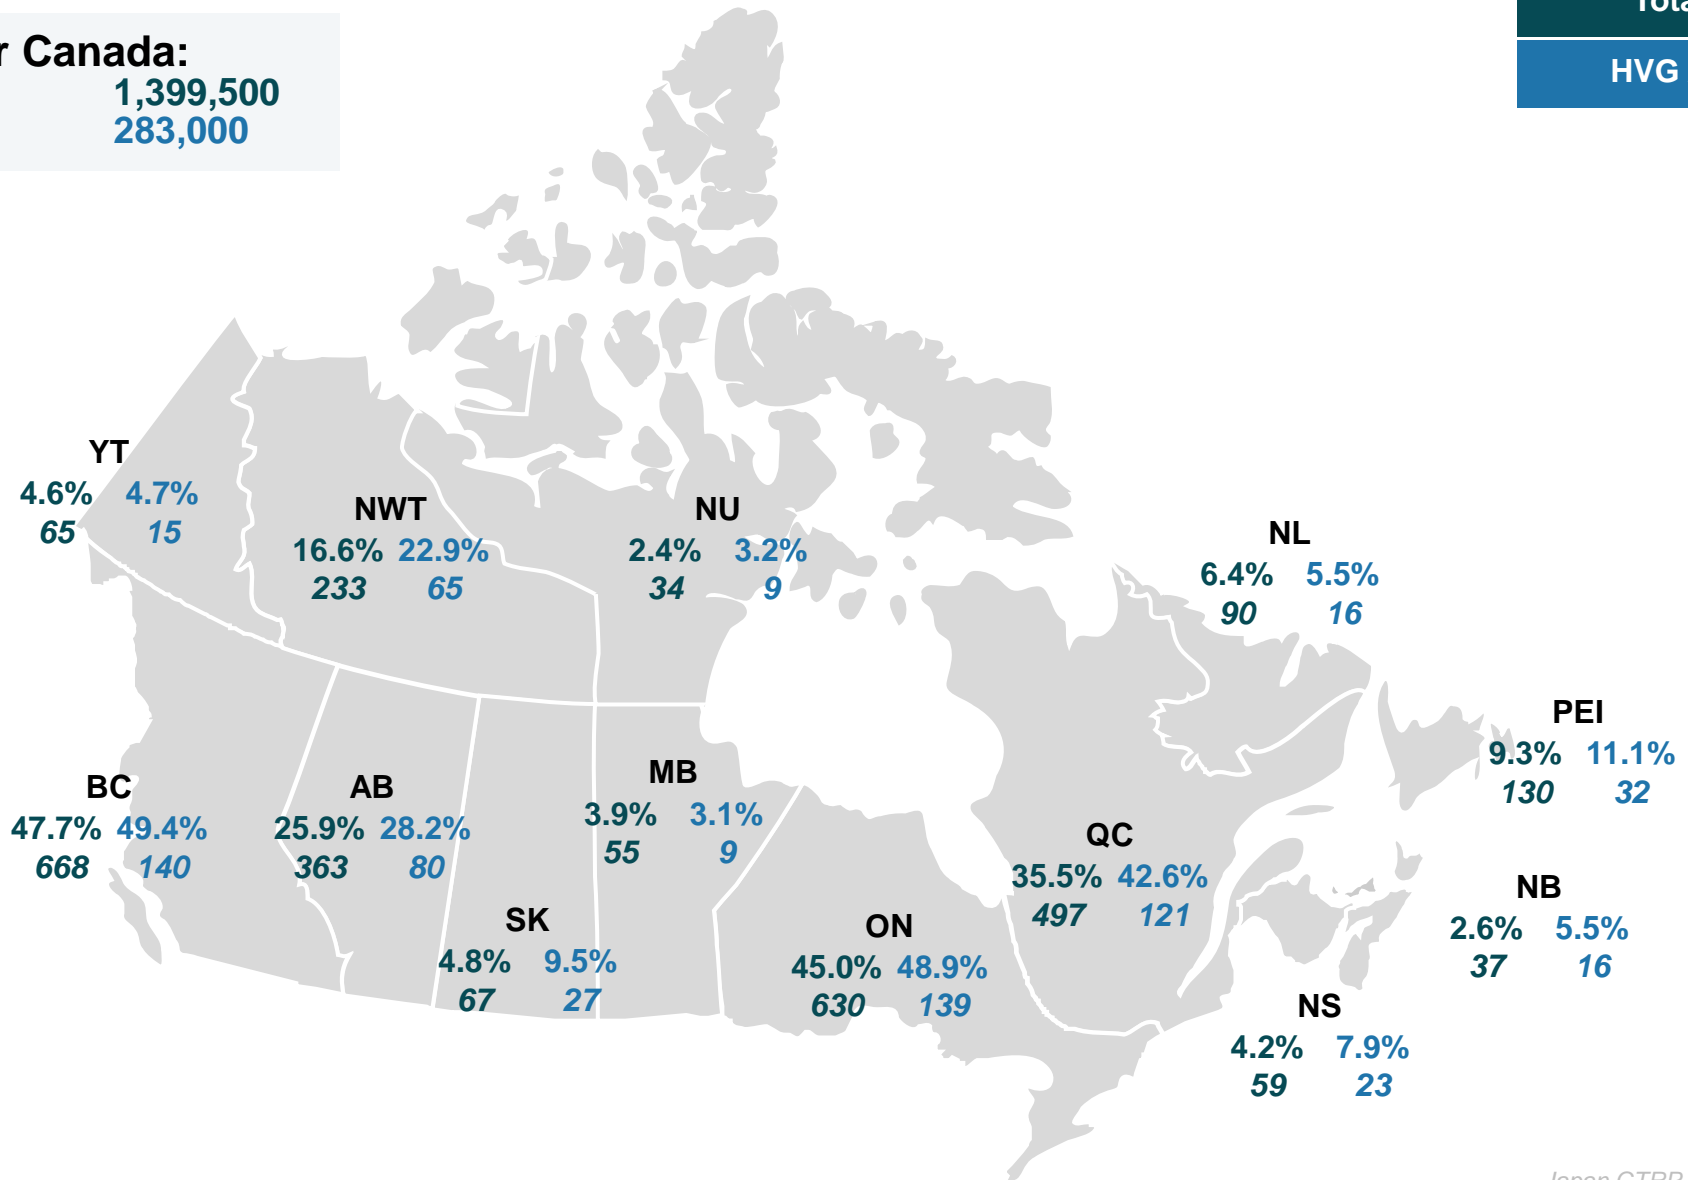 r Canada:
1,399,500
283,000
HVG
YT
4.6% 4.7%
65 15
NWT
16.6% 22.9%
233 65
NU
2.4% 3.2%
34 9
NL
6.4% 5.5%
90 16
PEI
9.3% 11.1%
130 32
BC
47.7% 49.4%
668 140
AB
25.9% 28.2%
363 80
MB
3.9% 3.1%
55 9
QC
35.5% 42.6%
497 121
NB
2.6% 5.5%
37 16
SK
4.8% 9.5%
67 27
ON
45.0% 48.9%
630 139
NS
4.2% 7.9%
59 23